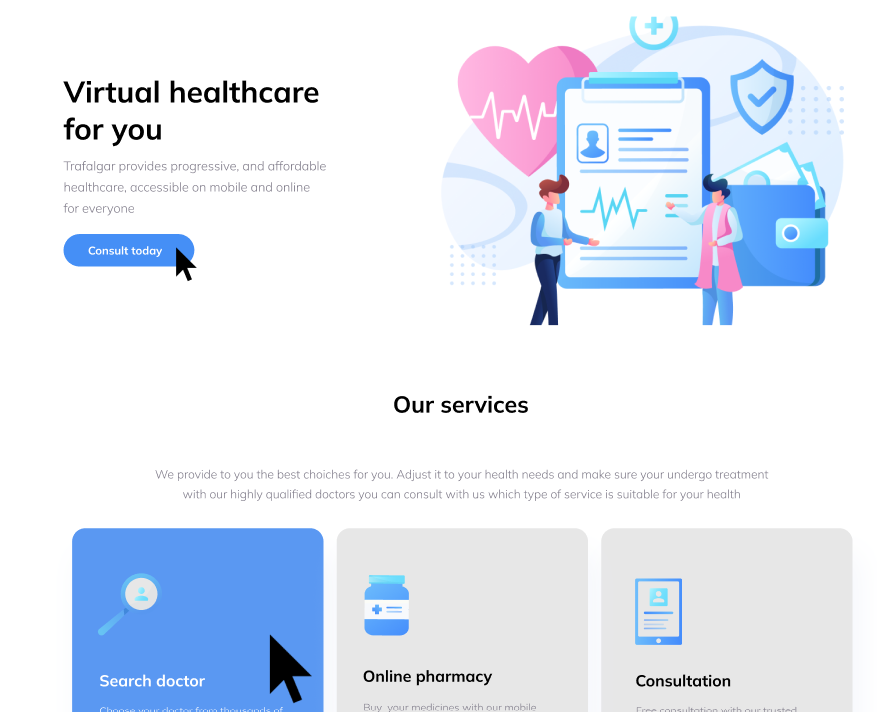 Virtual healthcare
for you
Trafalgar provides progressive, and affordable
healthcare, accessible on mobile and online
for everyone
Consult today
Our services
We provide to you the best choiches for you. Adjust it to your health needs and make sure your undergo treatment
with our highly qualified doctors you can consult with us which type of service is suitable for your health
Search doctor
Online pharmacy
Consultation
Choose your doctor from thousands of
Buy your medicines with our mobile
Free consultation with our trusted